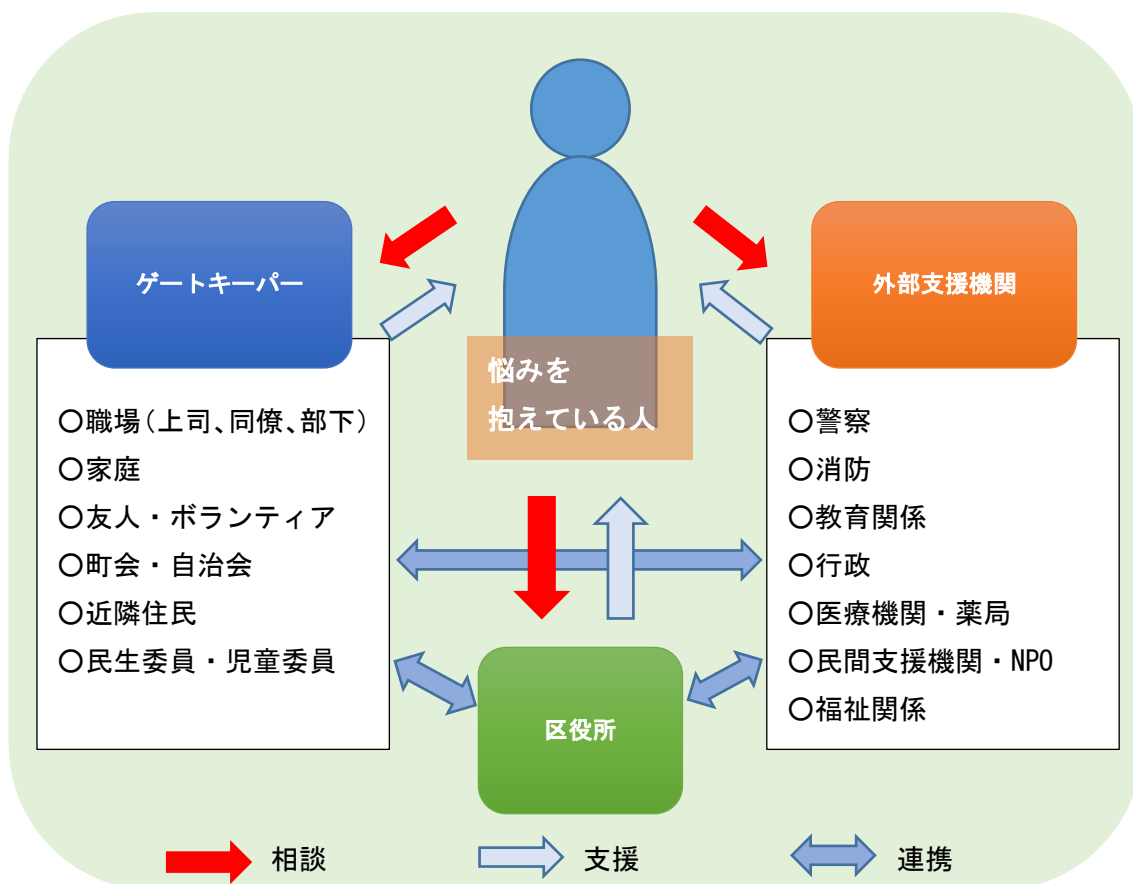 ゲートキーパー
〇職場(上司、同僚、部下)
〇家庭
〇友人・ボランティア
〇町会・自治会
〇近隣住民
〇民生委員・児童委員
悩みを
抱えている人
外部支援機関
〇警察
〇消防
〇教育関係
〇行政
〇医療機関・薬局
〇民間支援機関・NPO
〇福祉関係
区役所
相談
支援
連携